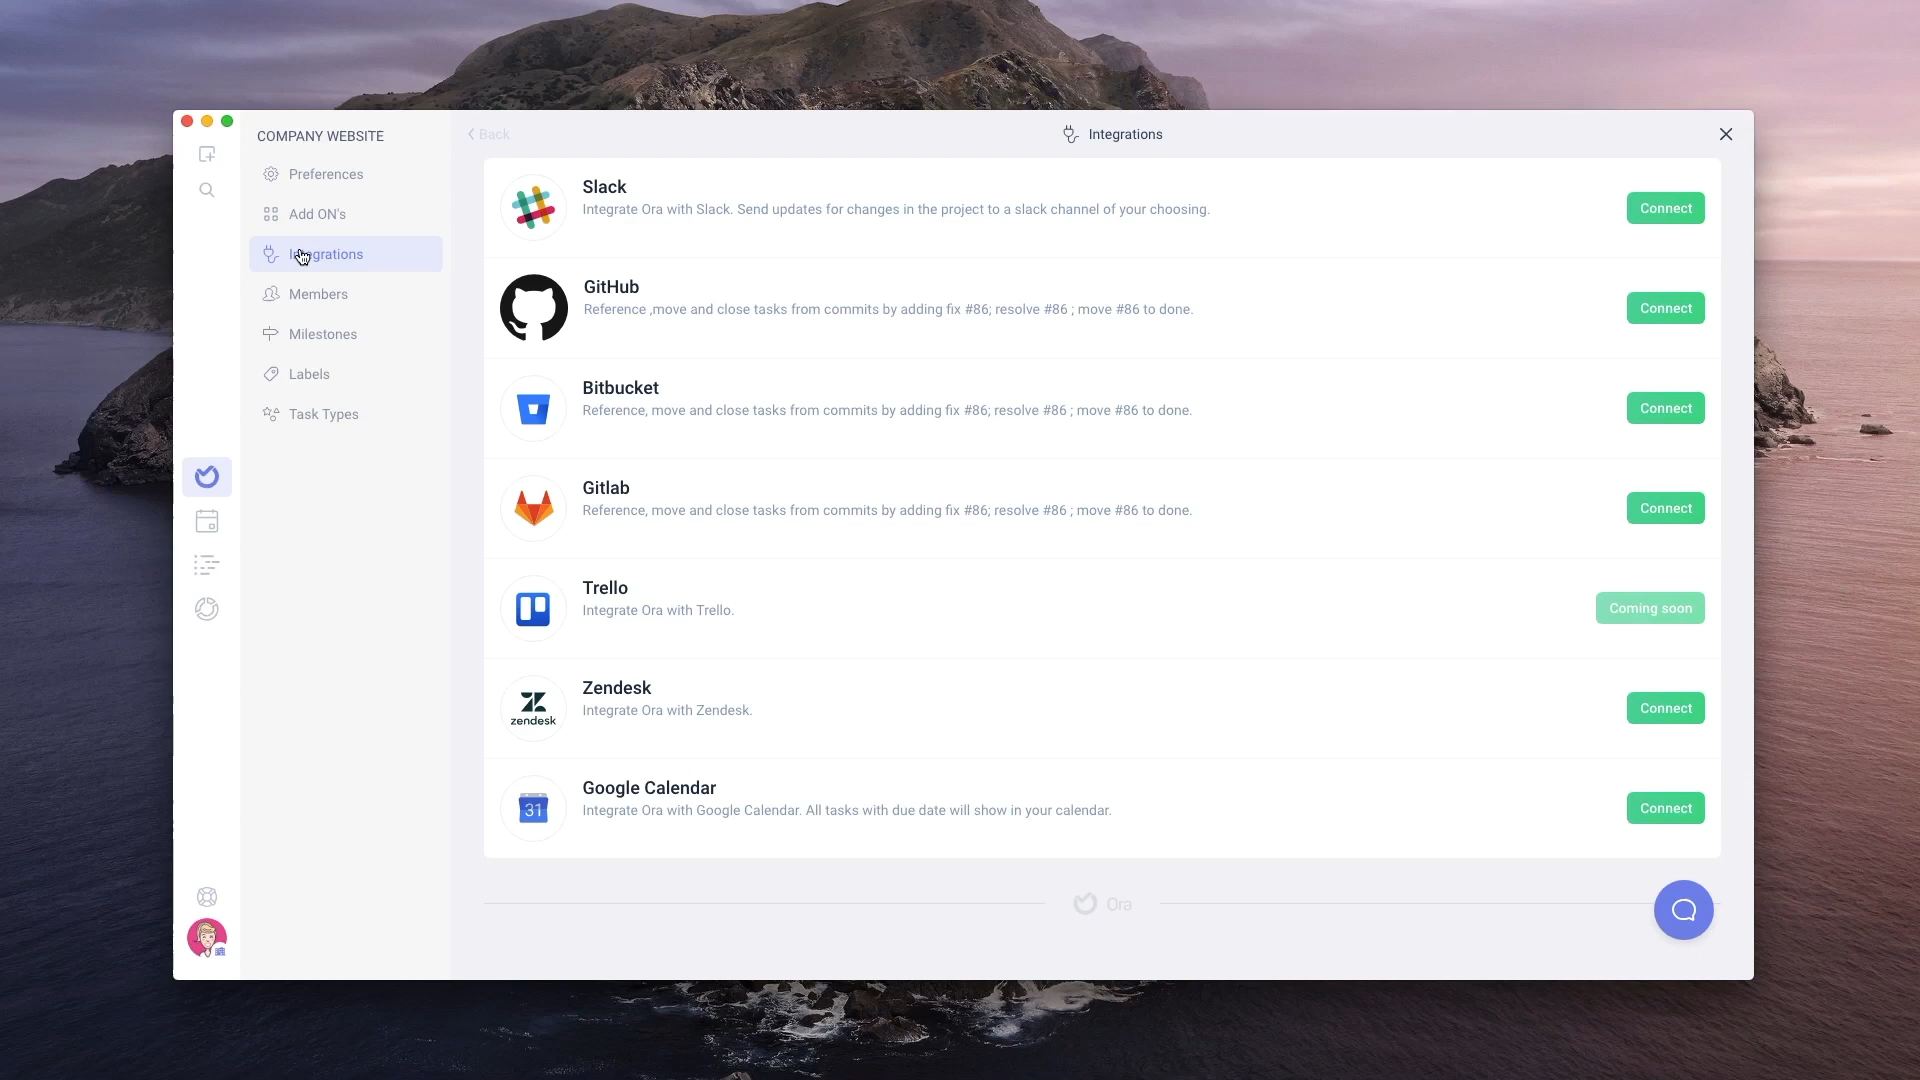 COMPANY WEBSITE
Preferences
Add ON's
Integrations
Members
Milestones
Labels
Task Types
Back
Integrations
Slack
Integrate Ora with Slack. Send updates for changes in the project to a slack channel of your choosing.
Connect
GitHub
Reference ,move and close tasks from commits by adding fix #86; resolve #86 ; move #86 to done.
Connect
Bitbucket
Reference, move and close tasks from commits by adding fix #86; resolve #86 ; move #86 to done.
Connect
Gitlab
Reference, move and close tasks from commits by adding fix #86; resolve #86 ; move #86 to done.
Connect
Trello
Integrate Ora with Trello.
Coming soon
zendesk
Zendesk
Integrate Ora with Zendesk.
Connect
31
Google Calendar
Integrate Ora with Google Calendar. All tasks with due date will show in your calendar.
Connect
Ora